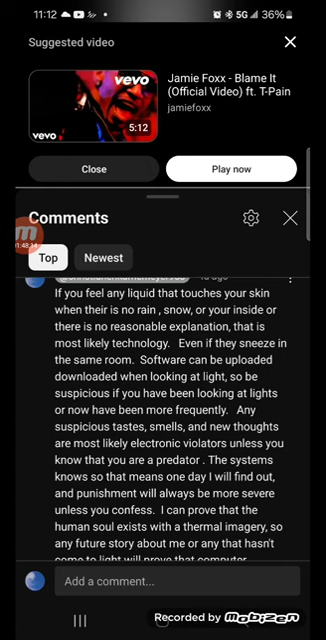 11:12
5G 36%
Suggested video
vevo
vevo
5:12
Jamie Foxx - Blame It
(Official Video) ft. T-Pain
jamiefoxx
Close
Play now
Comments
01:48:14
Top
Newest
ago
If you feel any liquid that touches your skin
when their is no rain , snow, or your inside or
there is no reasonable explanation, that is
most likely technology. Even if they sneeze in
the same room. Software can be uploaded
downloaded when looking at light, so be
suspicious if you have been looking at lights
or now have been more frequently. Any
suspicious tastes, smells, and new thoughts
are most likely electronic violators unless you
know that you are a predator . The systems
knows so that means one day I will find out,
and punishment will always be more severe
unless you confess. I can prove that the
human soul exists with a thermal imagery, so
any future story about me or any that hasn't
come to light will prove that computer
Add a comment...
Recorded by Mobizen